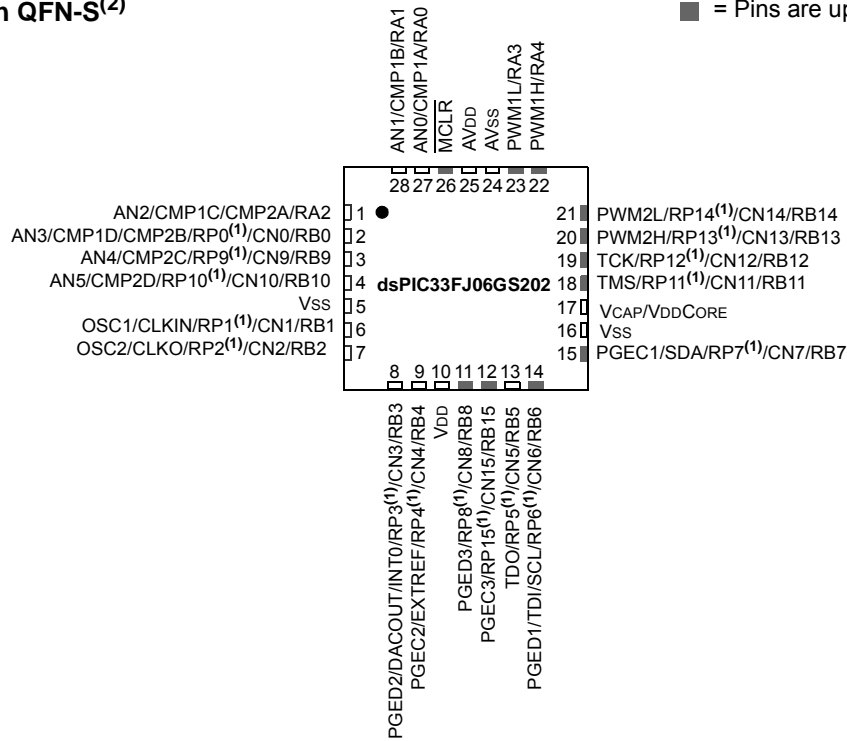 n QFN-S(2)
= Pins are up
AN1/CMP1B/RA1
AN0/CMP1A/RA0
MCLR
AVDD
AVSS
PWM1L/RA3
PWM1H/RA4
28 27 26 25 24 23 22
AN2/CMP1C/CMP2A/RA2 1
AN3/CMP1D/CMP2B/RP0(1)/CN0/RB0 2
AN4/CMP2C/RP9(1)/CN9/RB9 3
AN5/CMP2D/RP10(1)/CN10/RB10 4
VSS 5
OSC1/CLKIN/RP1(1)/CN1/RB1 6
OSC2/CLKO/RP2(1)/CN2/RB2 7
dsPIC33FJ06GS202
21 PWM2L/RP14(1)/CN14/RB14
20 PWM2H/RP13(1)/CN13/RB13
19 TCK/RP12(1)/CN12/RB12
18 TMS/RP11(1)/CN11/RB11
17 VCAP/VDDCORE
16 VSS
15 PGEC1/SDA/RP7(1)/CN7/RB7
8 9 10 11 12 13 14
PGED2/DACOUT/INT0/RP3(1)/CN3/RB3
PGEC2/EXTREF/RP4(1)/CN4/RB4
VDD
PGED3/RP8(1)/CN8/RB8
PGEC3/RP15(1)/CN15/RB15
TDO/RP5(1)/CN5/RB5
PGED1/TDI/SCL/RP6(1)/CN6/RB6